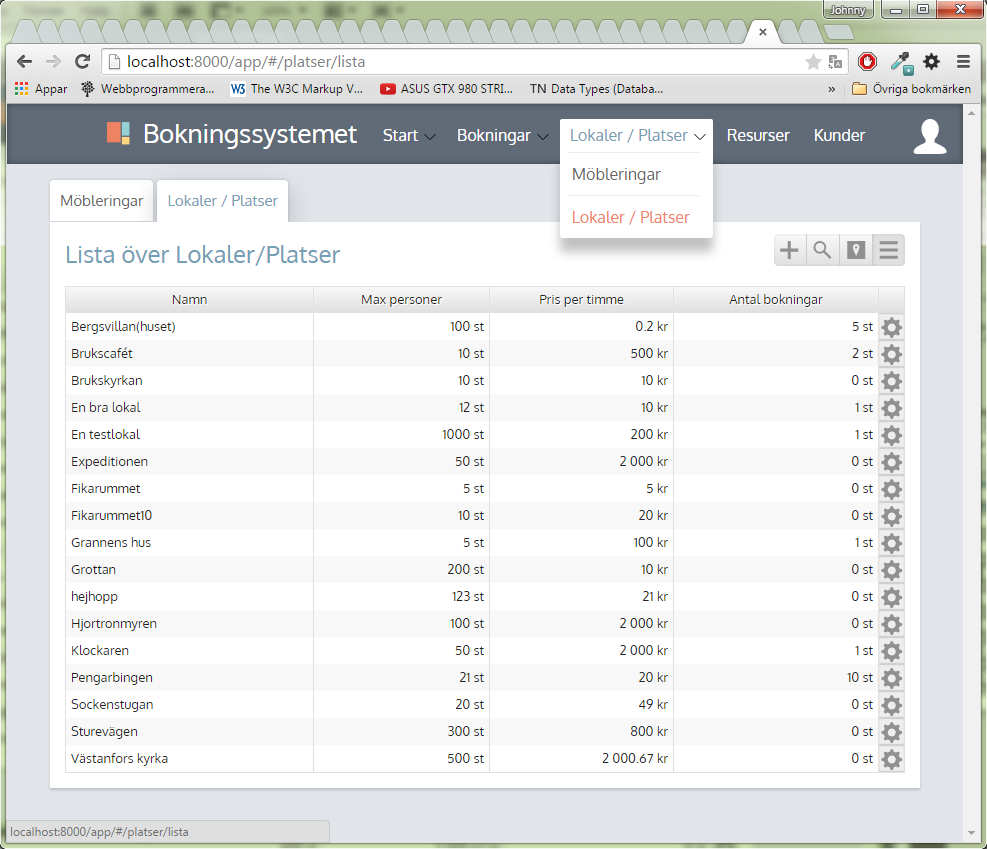 Johnny
localhost:8000/app/#/platser/lista
Appar Webbprogrammera... W3 The W3C Markup V... ASUS GTX 980 STRI... TN Data Types (Databa... » Övriga bokmärken
Bokningssystemet Start Bokningar Lokaler / Platser Resurser Kunder
Möbleringar
Lokaler / Platser
Möbleringar Lokaler / Platser
Lista över Lokaler/Platser
Namn Max personer Pris per timme Antal bokningar
Bergsvillan(huset) 100 st 0.2 kr 5 st
Brukscafét 10 st 500 kr 2 st
Brukskyrkan 10 st 10 kr 0 st
En bra lokal 12 st 10 kr 1 st
En testlokal 1000 st 200 kr 1 st
Expeditionen 50 st 2 000 kr 0 st
Fikarummet 5 st 5 kr 0 st
Fikarummet10 10 st 20 kr 0 st
Grannens hus 5 st 100 kr 1 st
Grottan 200 st 10 kr 0 st
hejhopp 123 st 21 kr 0 st
Hjortronmyren 100 st 2 000 kr 0 st
Klockaren 50 st 2 000 kr 1 st
Pengarbingen 21 st 20 kr 10 st
Sockenstugan 20 st 49 kr 0 st
Sturevägen 300 st 800 kr 0 st
Västanfors kyrka 500 st 2 000.67 kr 0 st
localhost:8000/app/#/platser/lista